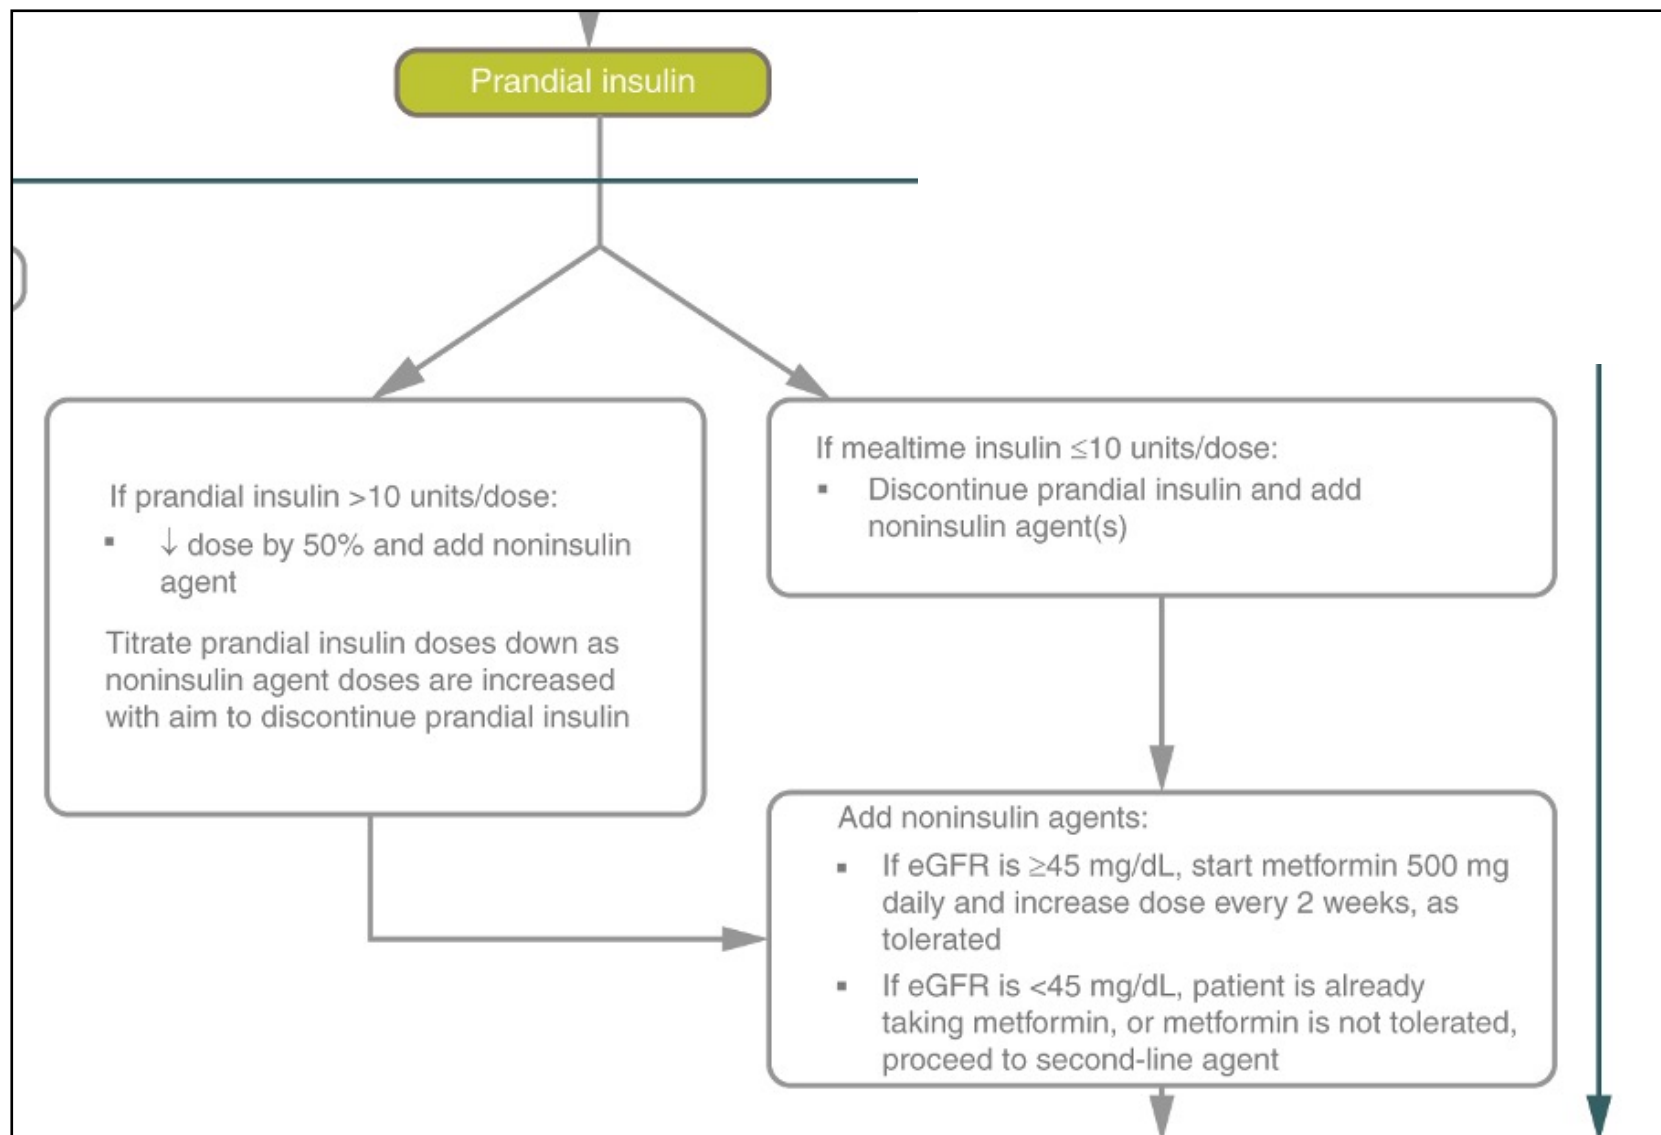 Prandial insulin
If prandial insulin >10 units/dose:
▪ ↓ dose by 50% and add noninsulin
agent
Titrate prandial insulin doses down as
noninsulin agent doses are increased
with aim to discontinue prandial insulin
If mealtime insulin ≤10 units/dose:
▪ Discontinue prandial insulin and add
noninsulin agent(s)
Add noninsulin agents:
▪ If eGFR is ≥45 mg/dL, start metformin 500 mg
daily and increase dose every 2 weeks, as
tolerated
▪ If eGFR is <45 mg/dL, patient is already
taking metformin, or metformin is not tolerated,
proceed to second-line agent